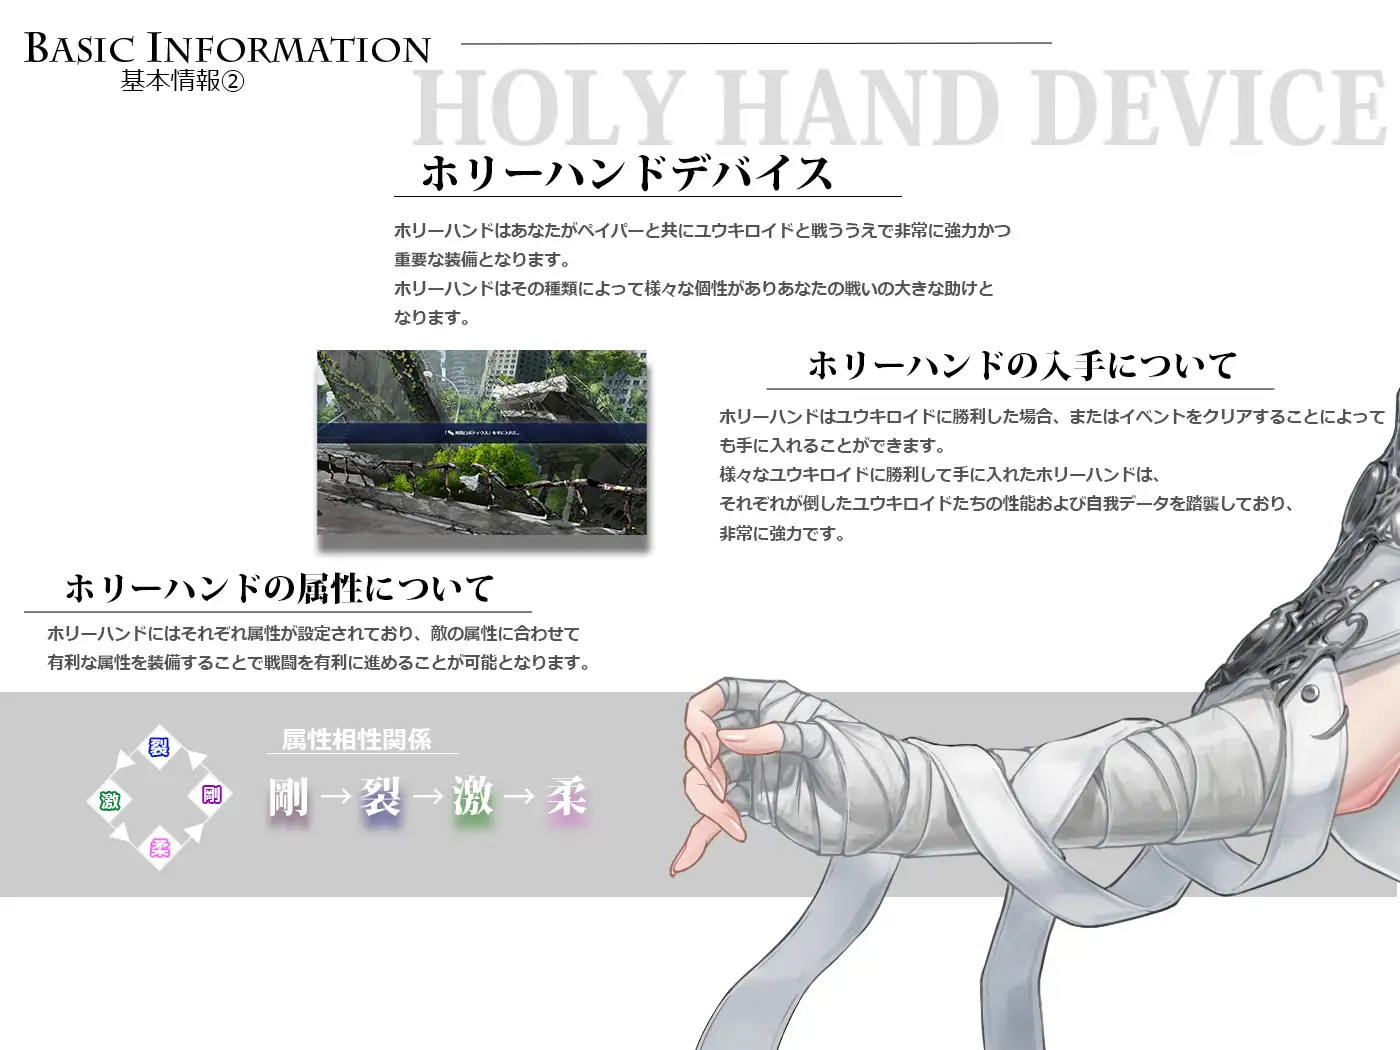 BASIC INFORMATION
基本情報②
HOLY HAND DEVICE
ホリーハンドデバイス
ホリーハンドはあなたがペイパーと共にユウキロイドと戦ううえで非常に強力かつ
重要な装備となります。
ホリーハンドはその種類によって様々な個性がありあなたの戦いの大きな助けと
なります。
ホリーハンドの入手について
ホリーハンドはユウキロイドに勝利した場合、またはイベントをクリアすることによって
も手に入れることができます。
様々なユウキロイドに勝利して手に入れたホリーハンドは、
それぞれが倒したユウキロイドたちの性能および自我データを踏襲しており、
非常に強力です。
ホリーハンドの属性について
ホリーハンドにはそれぞれ属性が設定されており、敵の属性に合わせて
有利な属性を装備することで戦闘を有利に進めることが可能となります。
裂
激
剛
柔
属性相性関係
剛→裂→激→柔